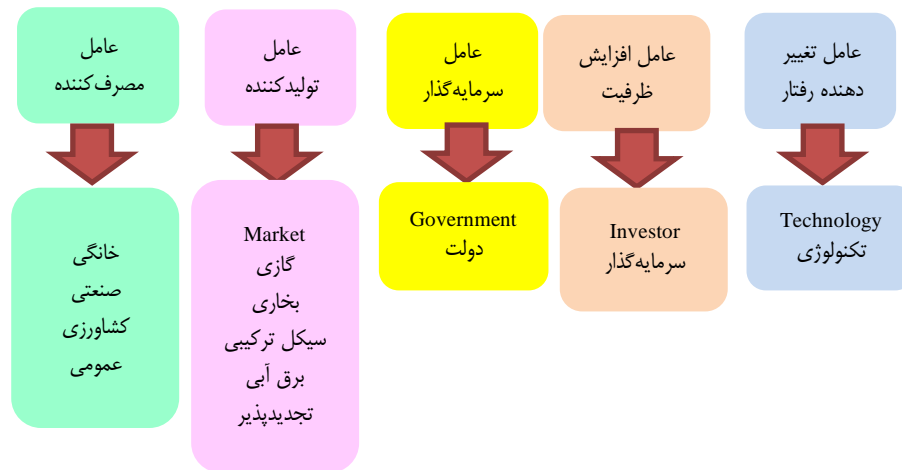 عامل تغییر
دهنده رفتار
عامل افزایش
ظرفیت
عامل
سرمایه‌گذار
عامل
تولیدکننده
عامل
مصرف‌کننده
Technology
تکنولوژی
Investor
سرمایه‌گذار
Government
دولت
Market
گازی
بخاری
سیکل ترکیبی
برق آبی
تجدیدپذیر
خانگی
صنعتی
کشاورزی
عمومی